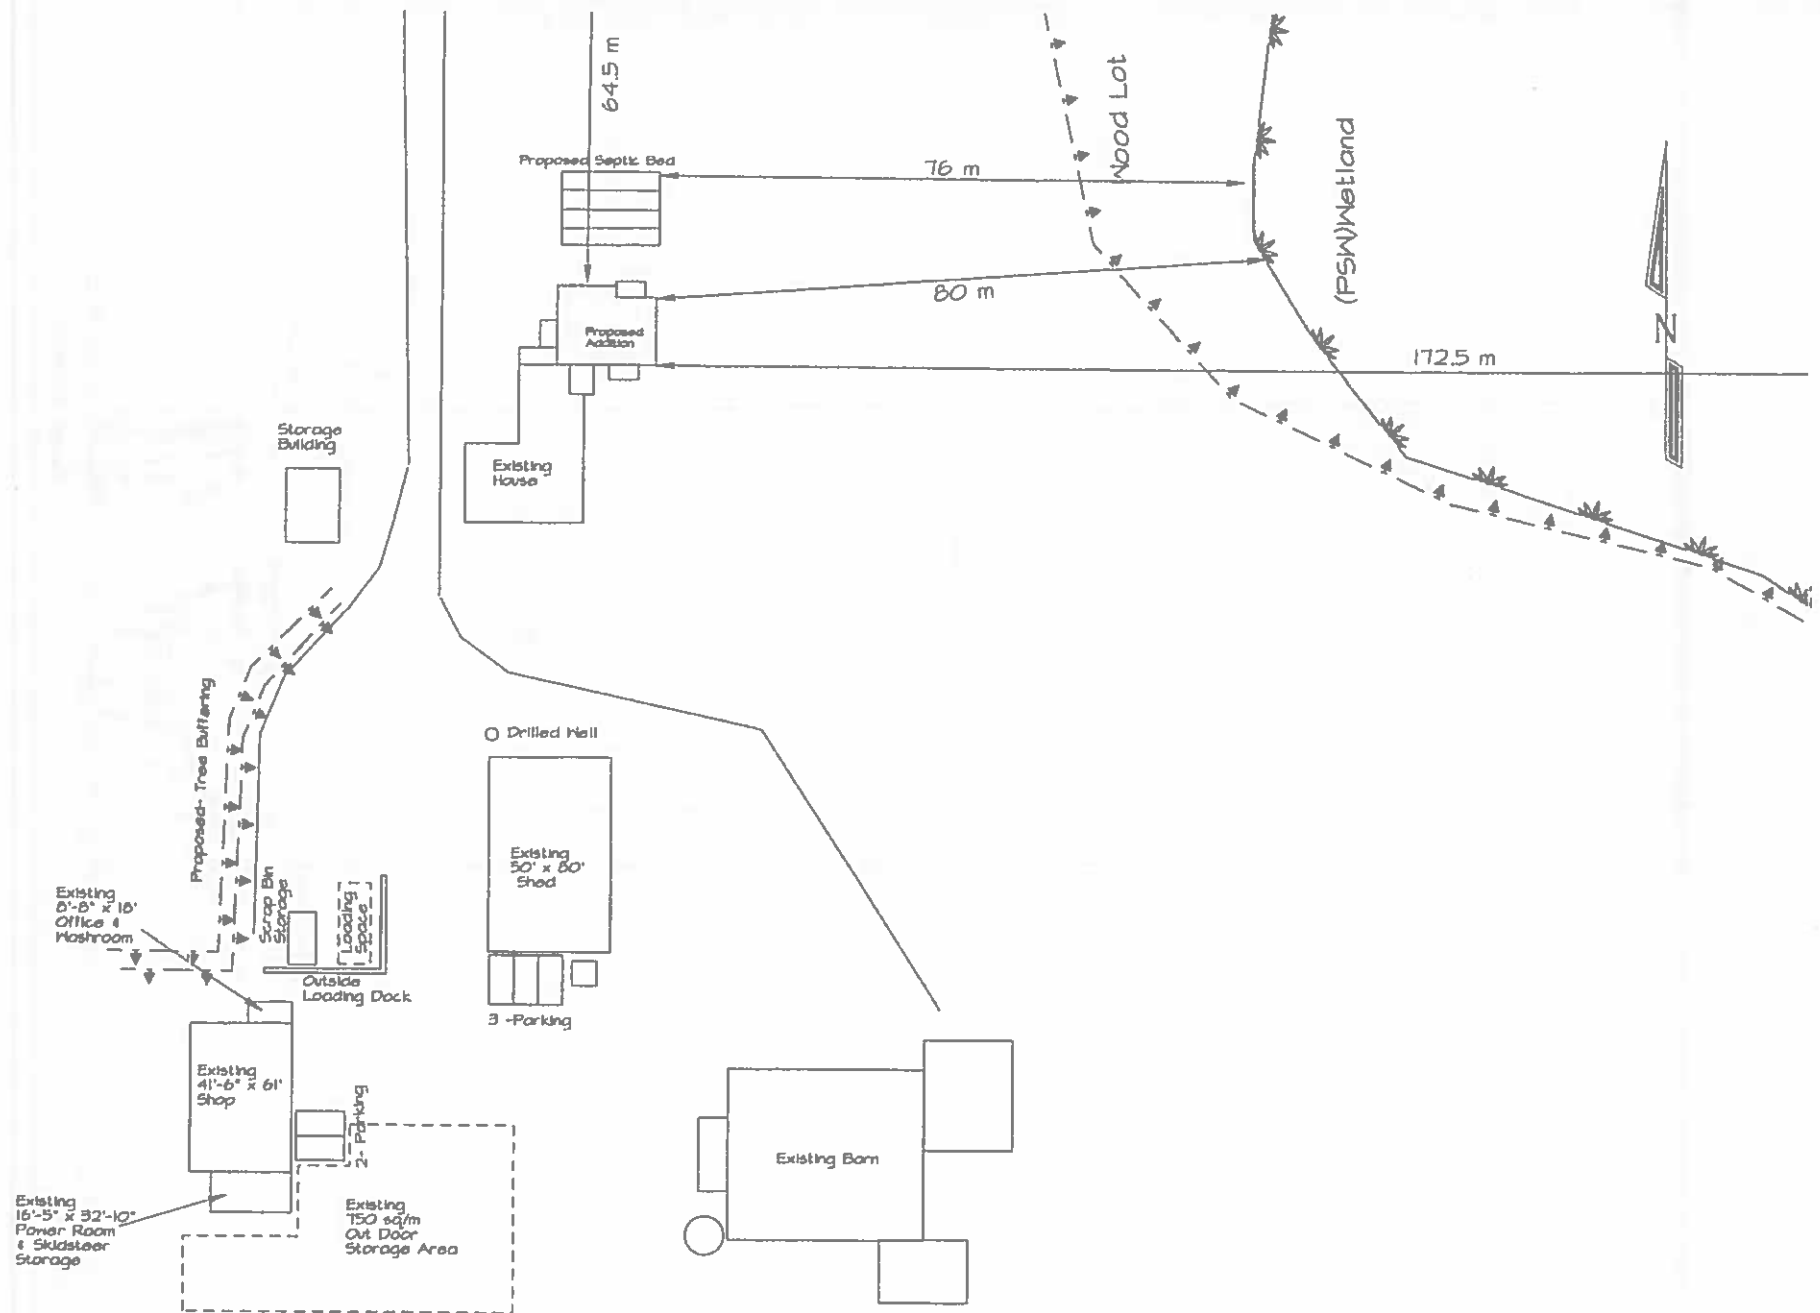 64.5 m
Wood Lot
Proposed Septic Bed
76 m
(PSW)Wetland
80 m
Proposed
Addition
N
172.5 m
Storage
Building
Existing
House
Proposed- Tree Buffering
Drilled Well
Existing
50' x 80'
Shed
Existing
8'-8" x 18'
Office &
Washroom
Scrap Bin
Storage
Loading
Space
Outside
Loading Dock
3 -Parking
Existing
41'-6" x 61'
Shop
2- Parking
Existing Barn
Existing
16'-5" x 32'-10"
Power Room
& Skidsteer
Storage
Existing
750 sq/m
Out Door
Storage Area